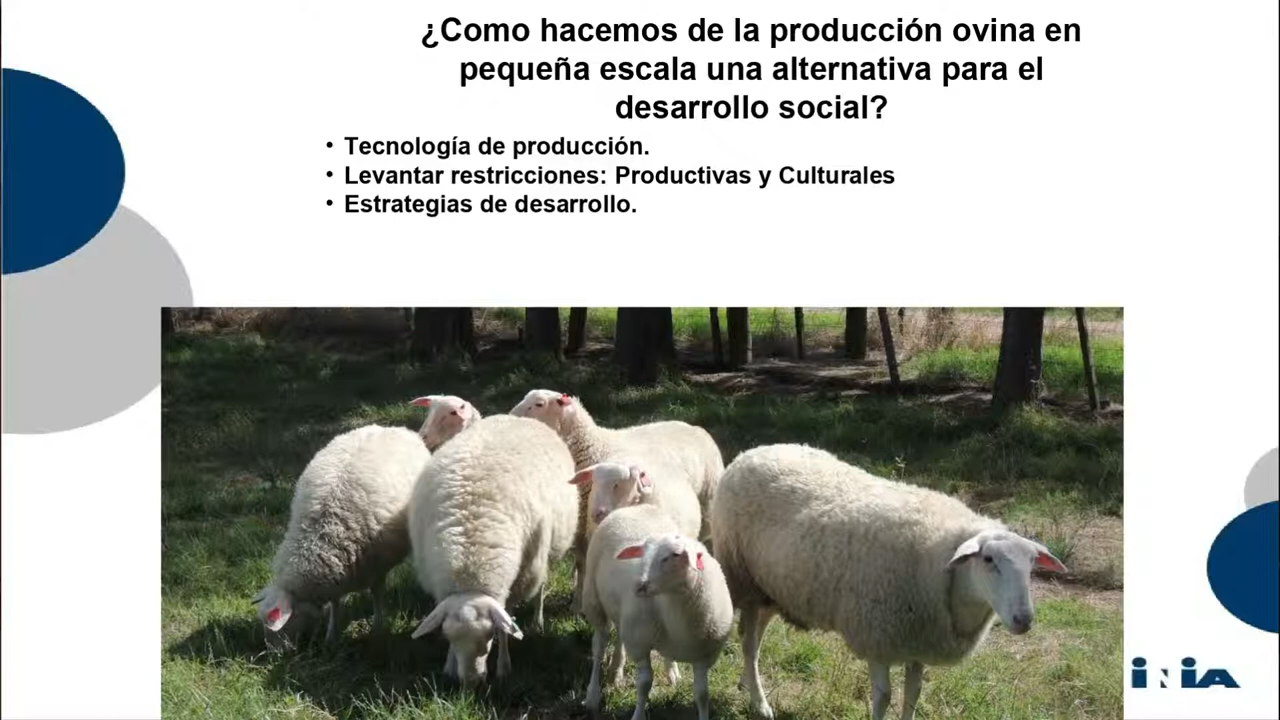 ¿Como hacemos de la producción ovina en
pequeña escala una alternativa para el
desarrollo social?
• Tecnología de producción.
• Levantar restricciones: Productivas y Culturales
• Estrategias de desarrollo.
iNiA